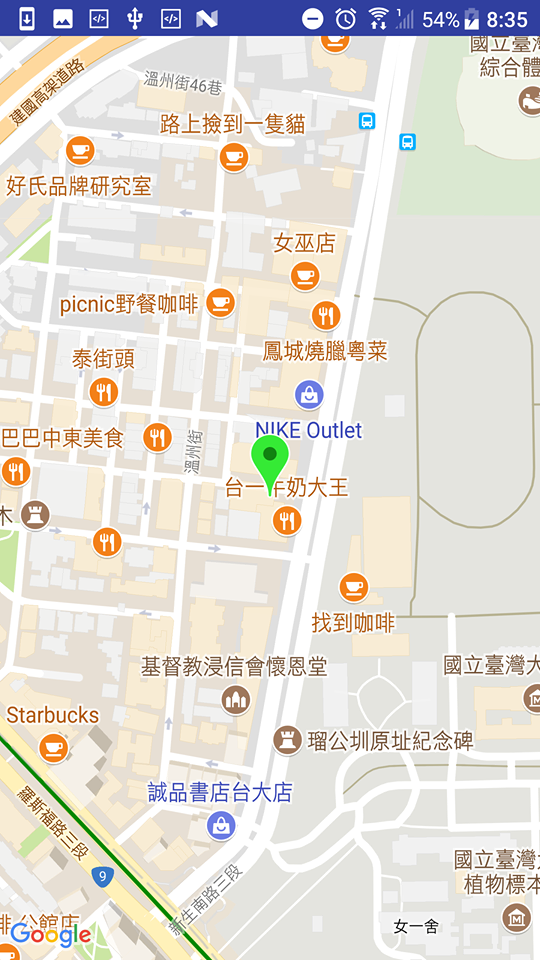 54% 8:35
國立臺灣
綜合體
建國高架道路
溫州街46巷
路上撿到一隻貓
好氏品牌研究室
女巫店
picnic野餐咖啡
鳳城燒臘粵菜
泰街頭
NIKE Outlet
巴巴中東美食
溫州街
台一牛奶大王
木
找到咖啡
基督教浸信會懷恩堂
國立臺灣大
Starbucks
瑠公圳原址紀念碑
誠品書店台大店
羅斯福路三段
9
新生南路三段
國立臺灣大
植物標本
女一舍
啡 公館店
Google